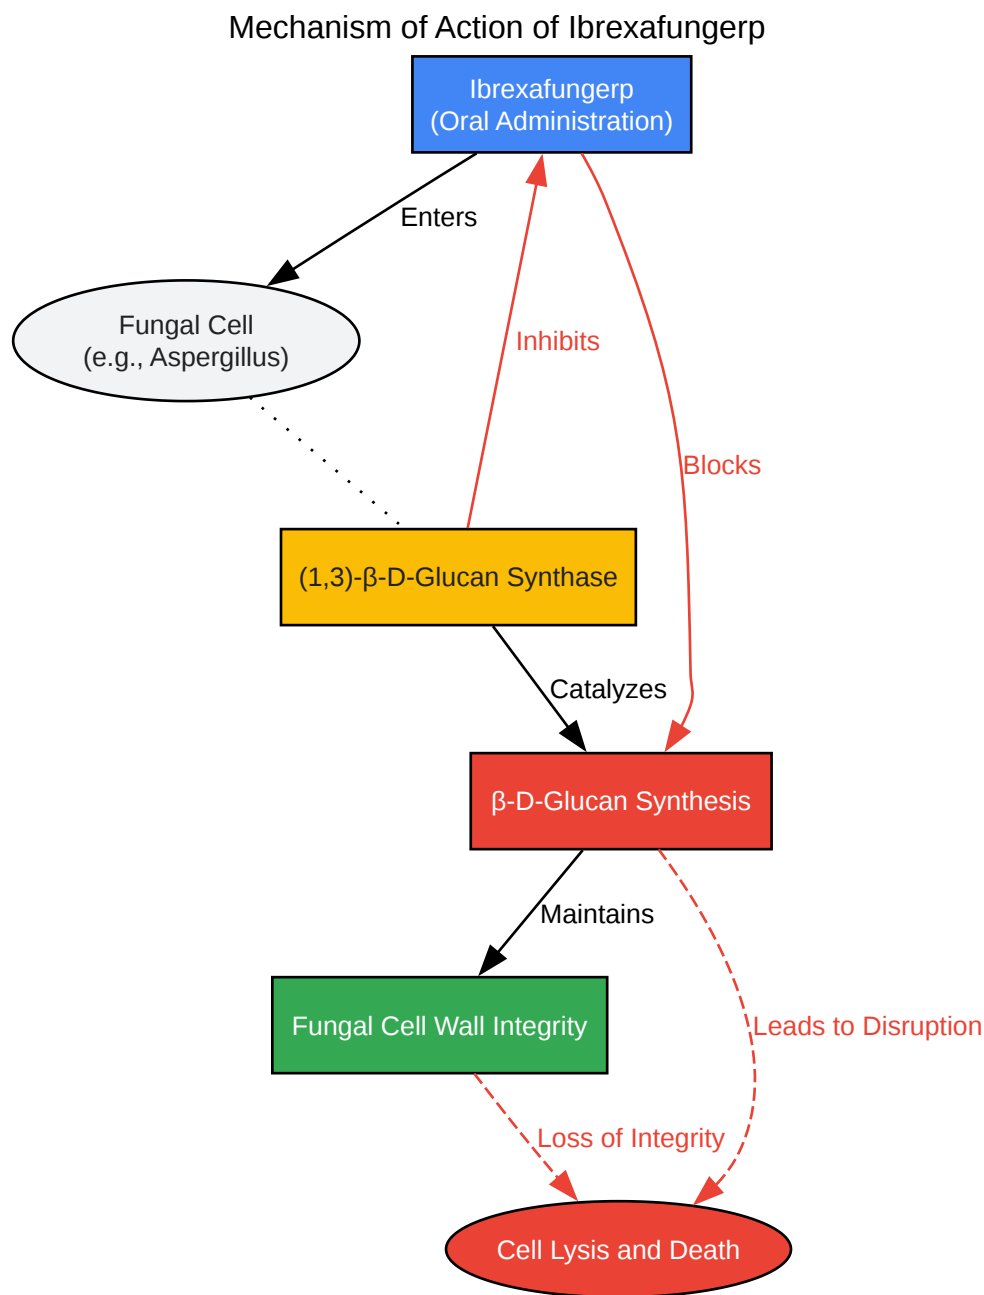 Mechanism of Action of Ibrexafungerp
Ibrexafungerp
(Oral Administration)
Enters
Fungal Cell
(e.g., Aspergillus)
Inhibits
Blocks
(1,3)-β-D-Glucan Synthase
Catalyzes
β-D-Glucan Synthesis
Maintains
Fungal Cell Wall Integrity
Leads to Disruption
Loss of Integrity
Cell Lysis and Death